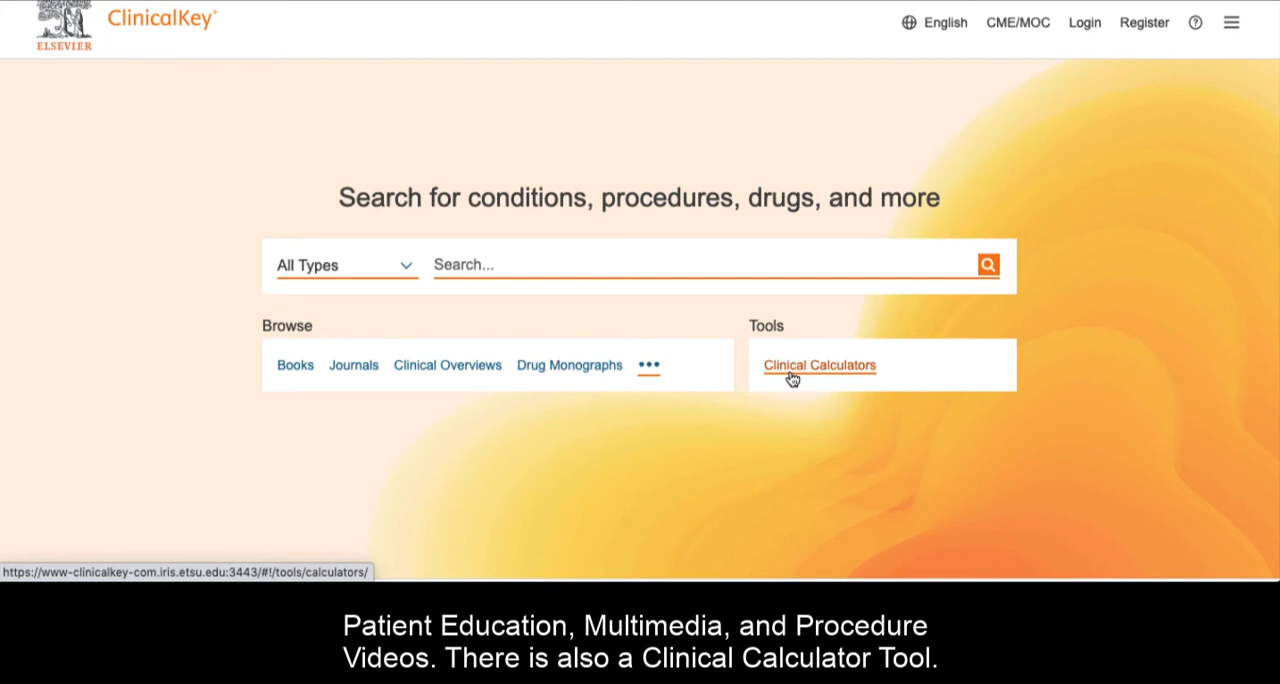 ELSEVIER
ClinicalKey®
English CME/MOC Login Register ?
Search for conditions, procedures, drugs, and more
All Types Search...
Browse Tools
Books Journals Clinical Overviews Drug Monographs ••• Clinical Calculators
https://www-clinicalkey-com.iris.etsu.edu:3443/#!/tools/calculators/
Patient Education, Multimedia, and Procedure
Videos. There is also a Clinical Calculator Tool.